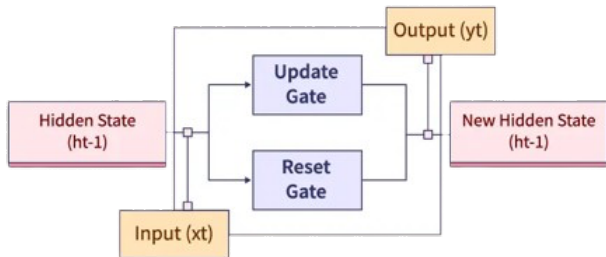 Output (yt)
Update
Gate
Hidden State
(ht-1)
New Hidden State
(ht-1)
Reset
Gate
Input (xt)